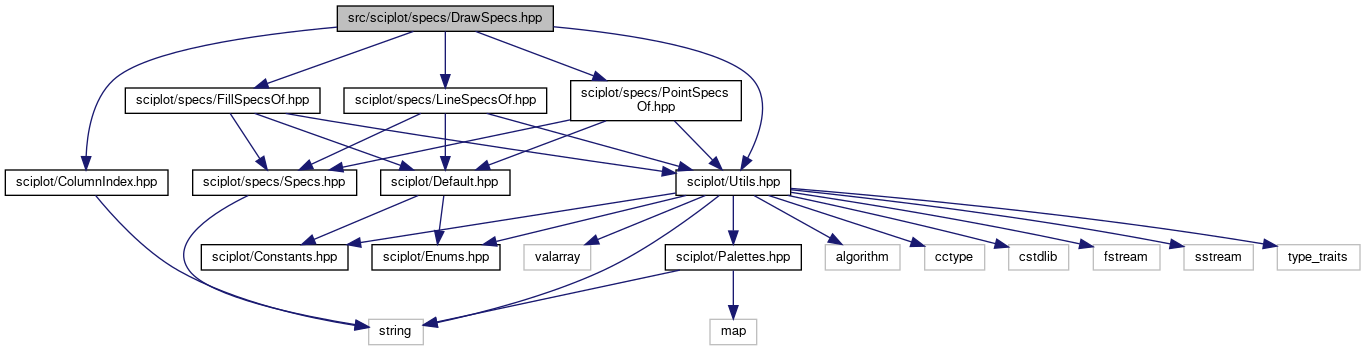 src/sciplot/specs/DrawSpecs.hpp
sciplot/specs/FillSpecsOf.hpp
sciplot/specs/LineSpecsOf.hpp
sciplot/specs/PointSpecs
Of.hpp
sciplot/ColumnIndex.hpp
sciplot/specs/Specs.hpp
sciplot/Default.hpp
sciplot/Utils.hpp
sciplot/Constants.hpp
sciplot/Enums.hpp
valarray
sciplot/Palettes.hpp
algorithm
cctype
cstdlib
fstream
sstream
type_traits
string
map